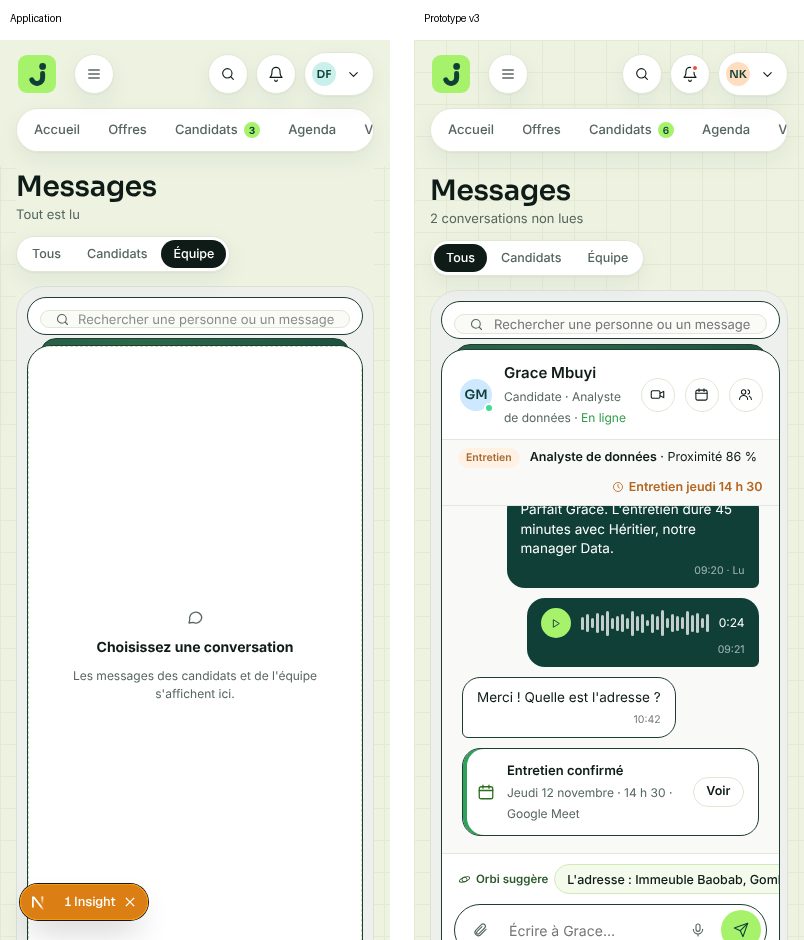 Application
DF
Accueil Offres Candidats 3 Agenda V
Messages
Tout est lu
Tous Candidats Équipe
Rechercher une personne ou un message
Choisissez une conversation
Les messages des candidats et de l'équipe
s'affichent ici.
N 1 Insight
Prototype v3
NK
Accueil Offres Candidats 6 Agenda V
Messages
2 conversations non lues
Tous Candidats Équipe
Rechercher une personne ou un message
GM
Grace Mbuyi
Candidate · Analyste
de données · En ligne
Entretien Analyste de données · Proximité 86 %
Entretien jeudi 14 h 30
Parfait Grace. L'entretien dure 45
minutes avec Héritier, notre
manager Data.
09:20 · Lu
0:24
09:21
Merci ! Quelle est l'adresse ?
10:42
Entretien confirmé
Jeudi 12 novembre · 14 h 30 ·
Google Meet
Voir
Orbi suggère L'adresse : Immeuble Baobab, Gom
Écrire à Grace...